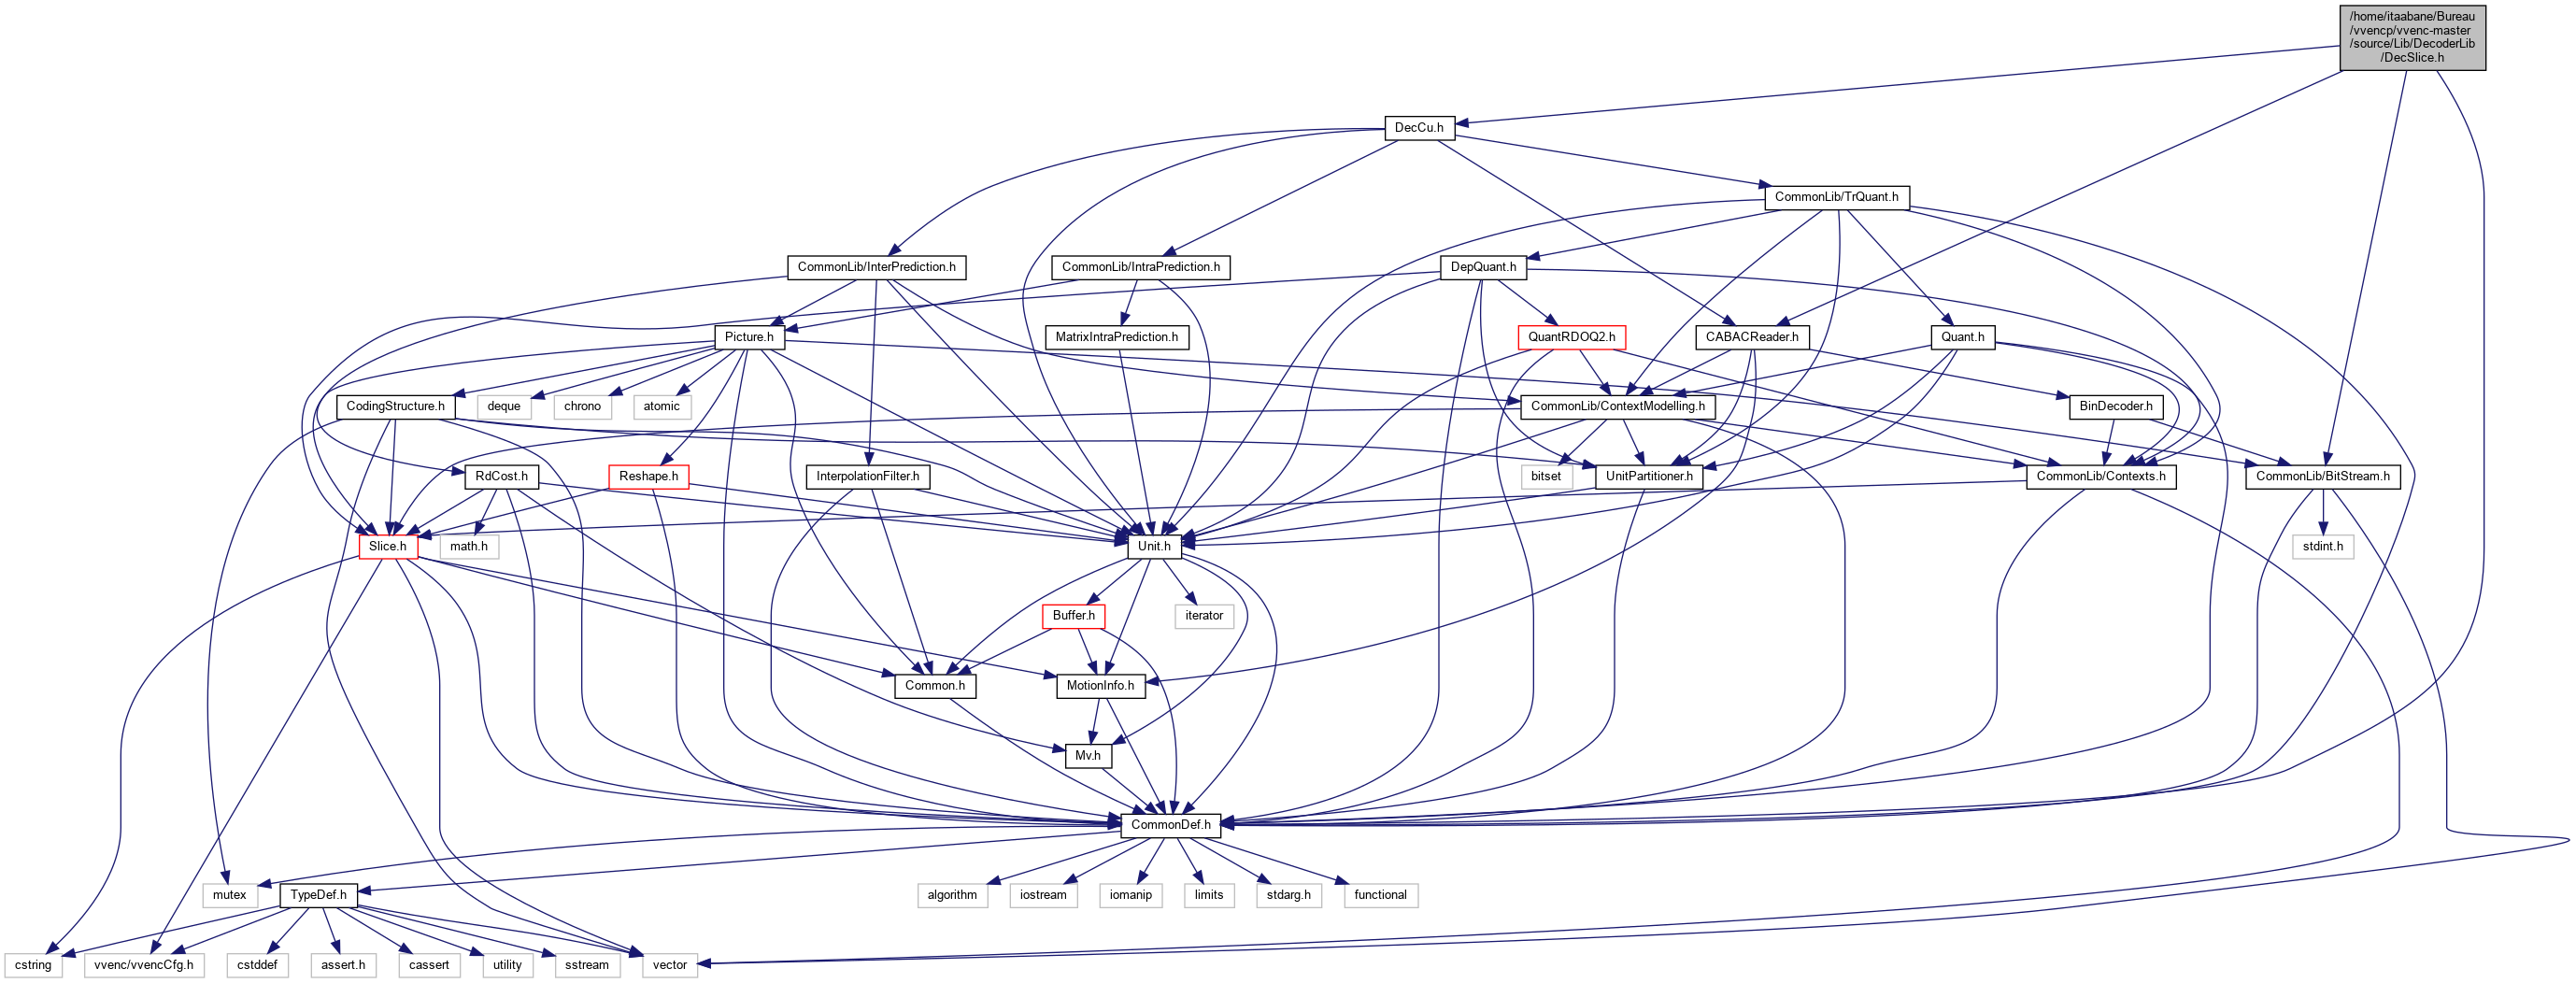 /home/itaabane/Bureau
/vvencp/vvenc-master
/source/Lib/DecoderLib
/DecSlice.h
DecCu.h
CommonLib/TrQuant.h
CommonLib/InterPrediction.h
CommonLib/IntraPrediction.h
DepQuant.h
Picture.h
MatrixIntraPrediction.h
QuantRDOQ2.h
CABACReader.h
Quant.h
CodingStructure.h
deque
chrono
atomic
CommonLib/ContextModelling.h
BinDecoder.h
RdCost.h
Reshape.h
InterpolationFilter.h
bitset
UnitPartitioner.h
CommonLib/Contexts.h
CommonLib/BitStream.h
Slice.h
math.h
Unit.h
stdint.h
Buffer.h
iterator
Common.h
MotionInfo.h
Mv.h
CommonDef.h
mutex
TypeDef.h
algorithm
iostream
iomanip
limits
stdarg.h
functional
cstring
vvenc/vvencCfg.h
cstddef
assert.h
cassert
utility
sstream
vector